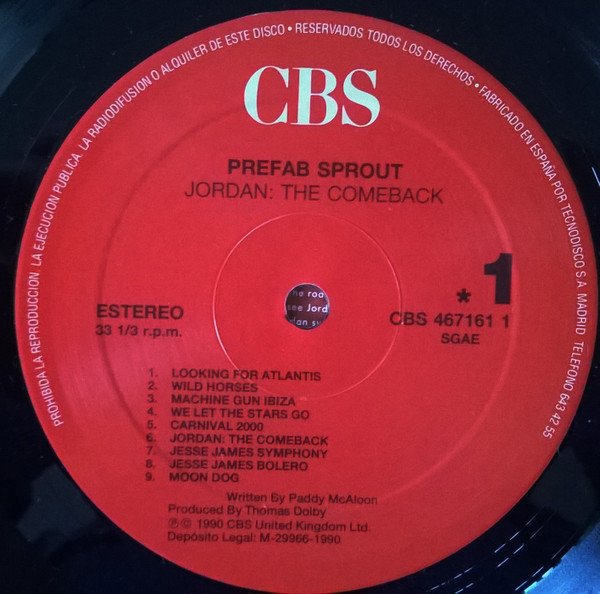 PROHIBIDA LA REPRODUCCION, LA EJECUCION PUBLICA, LA RADIODIFUSION O ALQUILER DE ESTE DISCO • RESERVADOS TODOS LOS DERECHOS • FABRICADO EN ESPAÑA POR TECNODISCO S A MADRID TELEFONO 643 42 55
CBS
PREFAB SPROUT
JORDAN: THE COMEBACK
ESTEREO
33 1/3 r.p.m.
* 1
CBS 467161 1
SGAE
see Jord
1. LOOKING FOR ATLANTIS
2. WILD HORSES
3. MACHINE GUN IBIZA
4. WE LET THE STARS GO
5. CARNIVAL 2000
6. JORDAN: THE COMEBACK
7. JESSE JAMES SYMPHONY
8. JESSE JAMES BOLERO
9. MOON DOG
Written By Paddy McAloon
Produced By Thomas Dolby
℗ © 1990 CBS United Kingdom Ltd.
Depósito Legal: M-29966-1990